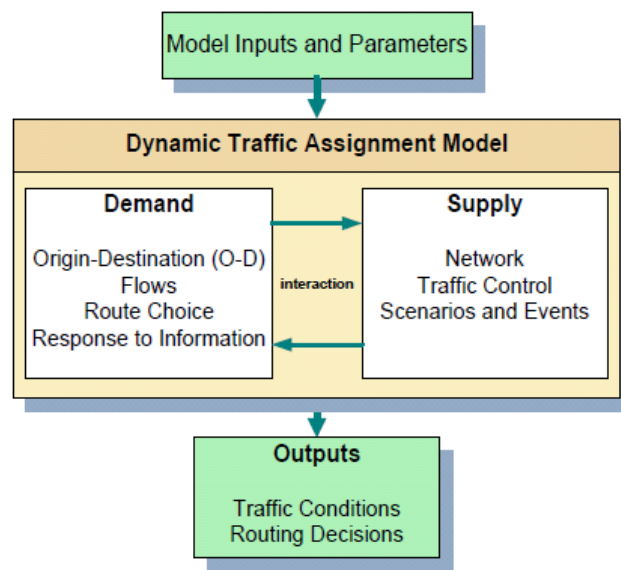 Model Inputs and Parameters
Dynamic Traffic Assignment Model
Demand
Origin-Destination (O-D)
Flows
Route Choice
Response to Information
interaction
Supply
Network
Traffic Control
Scenarios and Events
Outputs
Traffic Conditions
Routing Decisions